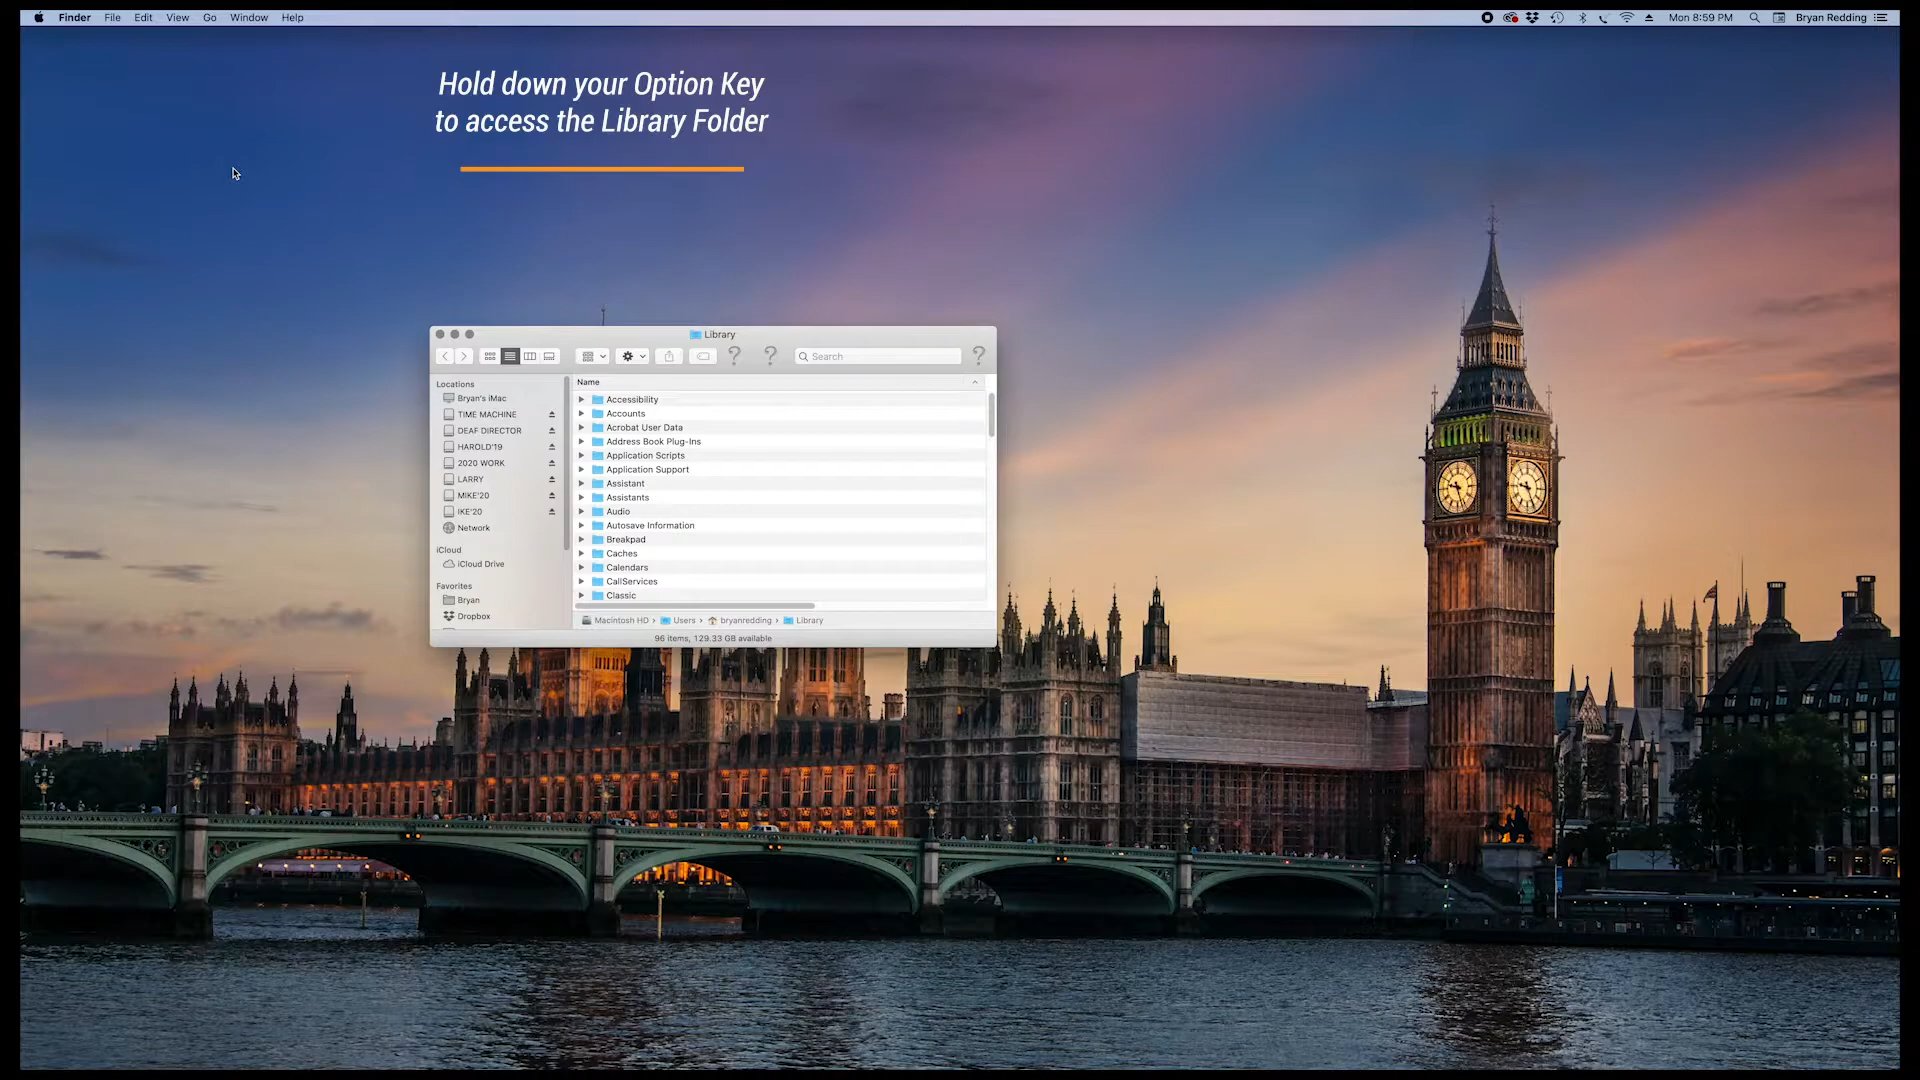 Finder File Edit View Go Window Help
Mon 8:59 PM Bryan Redding
Hold down your Option Key
to access the Library Folder
Library
Search
Locations
Bryan's iMac
TIME MACHINE
DEAF DIRECTOR
HAROLD'19
2020 WORK
LARRY
MIKE'20
IKE'20
Network
iCloud
iCloud Drive
Favorites
Bryan
Dropbox
Name
Accessibility
Accounts
Acrobat User Data
Address Book Plug-Ins
Application Scripts
Application Support
Assistant
Assistants
Audio
Autosave Information
Breakpad
Caches
Calendars
CallServices
Classic
Macintosh HD › Users › bryanredding › Library
96 items, 129.33 GB available